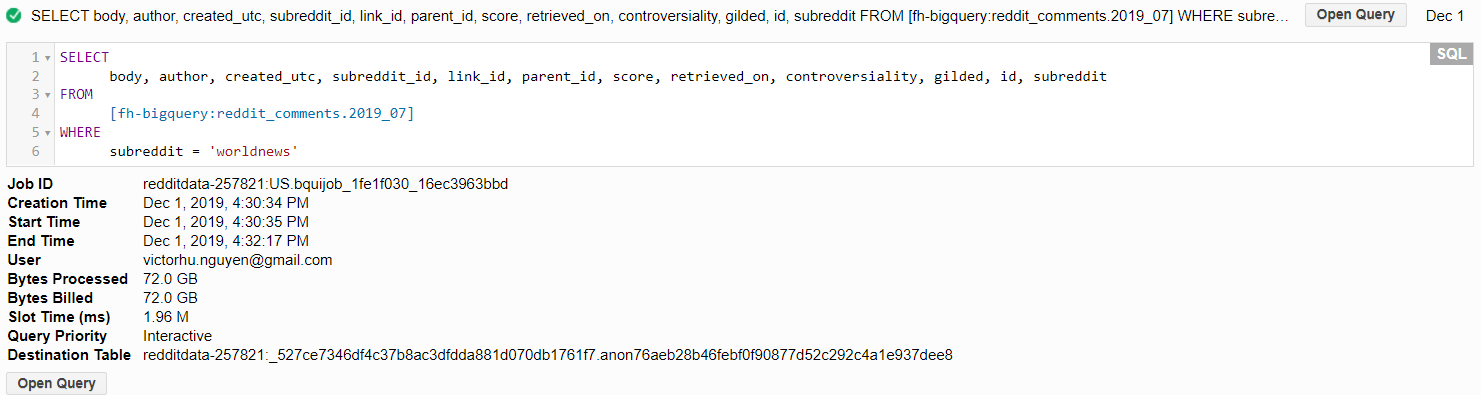 SELECT body, author, created_utc, subreddit_id, link_id, parent_id, score, retrieved_on, controversiality, gilded, id, subreddit FROM [fh-bigquery:reddit_comments.2019_07] WHERE subre... Open Query Dec 1
SQL
1 SELECT
2 body, author, created_utc, subreddit_id, link_id, parent_id, score, retrieved_on, controversiality, gilded, id, subreddit
3 FROM
4 [fh-bigquery:reddit_comments.2019_07]
5 WHERE
6 subreddit = 'worldnews'
Job ID redditdata-257821:US.bquijob_1fe1f030_16ec3963bbd
Creation Time Dec 1, 2019, 4:30:34 PM
Start Time Dec 1, 2019, 4:30:35 PM
End Time Dec 1, 2019, 4:32:17 PM
User victorhu.nguyen@gmail.com
Bytes Processed 72.0 GB
Bytes Billed 72.0 GB
Slot Time (ms) 1.96 M
Query Priority Interactive
Destination Table redditdata-257821:_527ce7346df4c37b8ac3dfdda881d070db1761f7.anon76aeb28b46febf0f90877d52c292c4a1e937dee8
Open Query